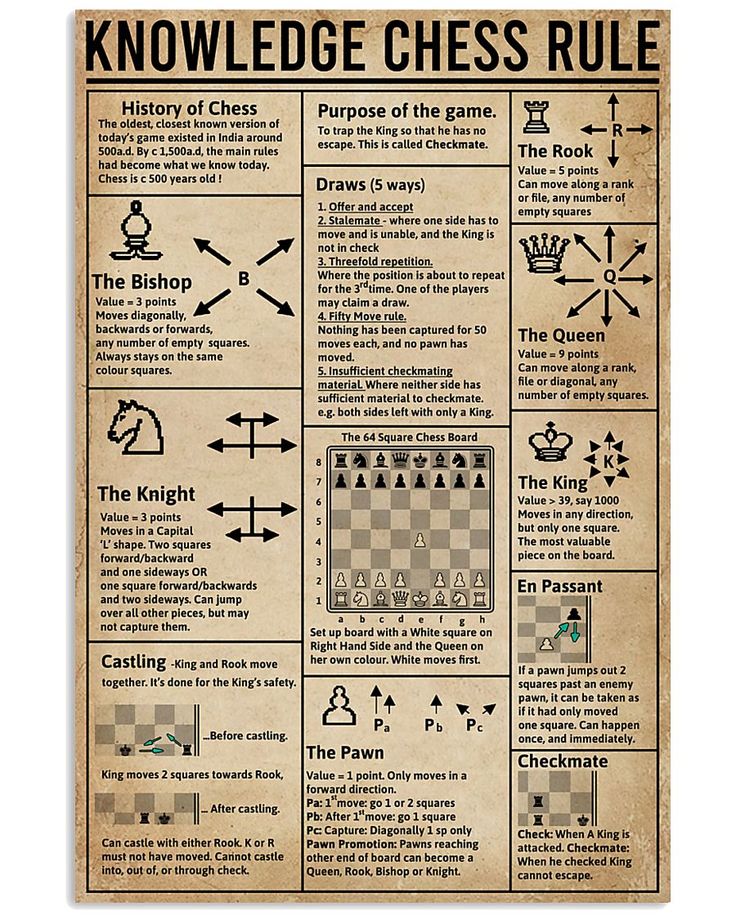 KNOWLEDGE CHESS RULE
History of Chess
The oldest, closest known version of
today's game existed in India around
500a.d. By c 1,500a.d, the main rules
had become what we know today.
Chess is c 500 years old !
The Bishop
B
Value = 3 points
Moves diagonally,
backwards or forwards,
any number of empty squares.
Always stays on the same
colour squares.
The Knight
Value = 3 points
Moves in a Capital
'L' shape. Two squares
forward/backward
and one sideways OR
one square forward/backwards
and two sideways. Can jump
over all other pieces, but may
not capture them.
Castling -King and Rook move
together. It's done for the King's safety.
...Before castling.
King moves 2 squares towards Rook,
... After castling.
Can castle with either Rook. K or R
must not have moved. Cannot castle
into, out of, or through check.
Purpose of the game.
To trap the King so that he has no
escape. This is called Checkmate.
Draws (5 ways)
1. Offer and accept
2. Stalemate - where one side has to
move and is unable, and the King is
not in check
3. Threefold repetition.
Where the position is about to repeat
for the 3rd time. One of the players
may claim a draw.
4. Fifty Move rule.
Nothing has been captured for 50
moves each, and no pawn has
moved.
5. Insufficient checkmating
material. Where neither side has
sufficient material to checkmate.
e.g. both sides left with only a King.
The 64 Square Chess Board
8
7
6
5
4
3
2
1
a b c d e f g h
Set up board with a White square on
Right Hand Side and the Queen on
her own colour. White moves first.
Pa Pb Pc
The Pawn
Value = 1 point. Only moves in a
forward direction.
Pa: 1st move: go 1 or 2 squares
Pb: After 1st move: go 1 square
Pc: Capture: Diagonally 1 sp only
Pawn Promotion: Pawns reaching
other end of board can become a
Queen, Rook, Bishop or Knight.
R
The Rook
Value = 5 points
Can move along a rank
or file, any number of
empty squares
Q
The Queen
Value = 9 points
Can move along a rank,
file or diagonal, any
number of empty squares.
K
The King
Value > 39, say 1000
Moves in any direction,
but only one square.
The most valuable
piece on the board.
En Passant
If a pawn jumps out 2
squares past an enemy
pawn, it can be taken as
if it had only moved
one square. Can happen
once, and immediately.
Checkmate
Check: When A King is
attacked. Checkmate:
When he checked King
cannot escape.